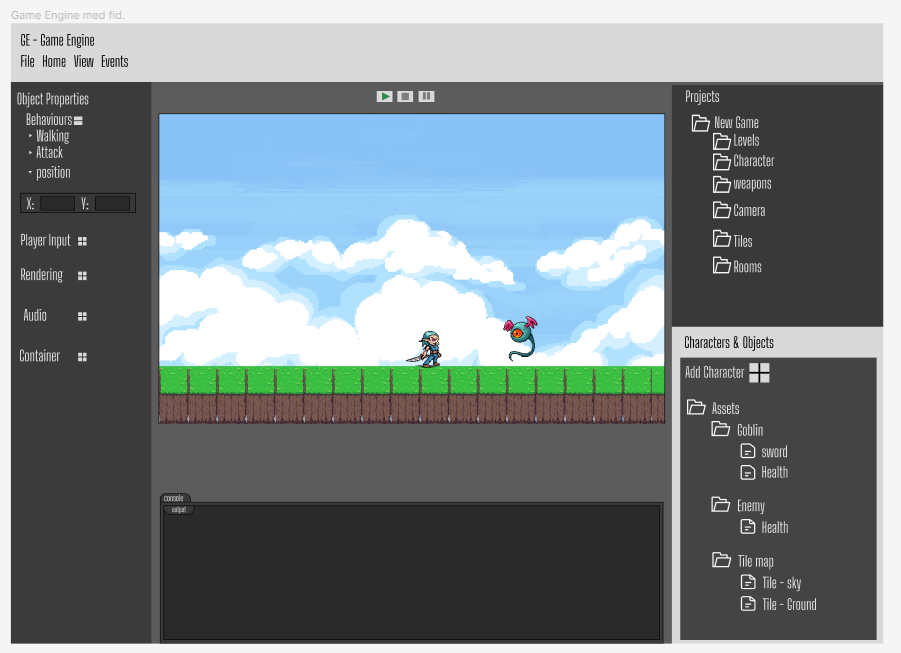 Game Engine med fid.
GE - Game Engine
File Home View Events
Object Properties
Behaviours
Walking
Attack
position
X: Y:
Player Input
Rendering
Audio
Container
console
output
Projects
New Game
Levels
Character
weapons
Camera
Tiles
Rooms
Characters & Objects
Add Character
Assets
Goblin
sword
Health
Enemy
Health
Tile map
Tile - sky
Tile - Ground